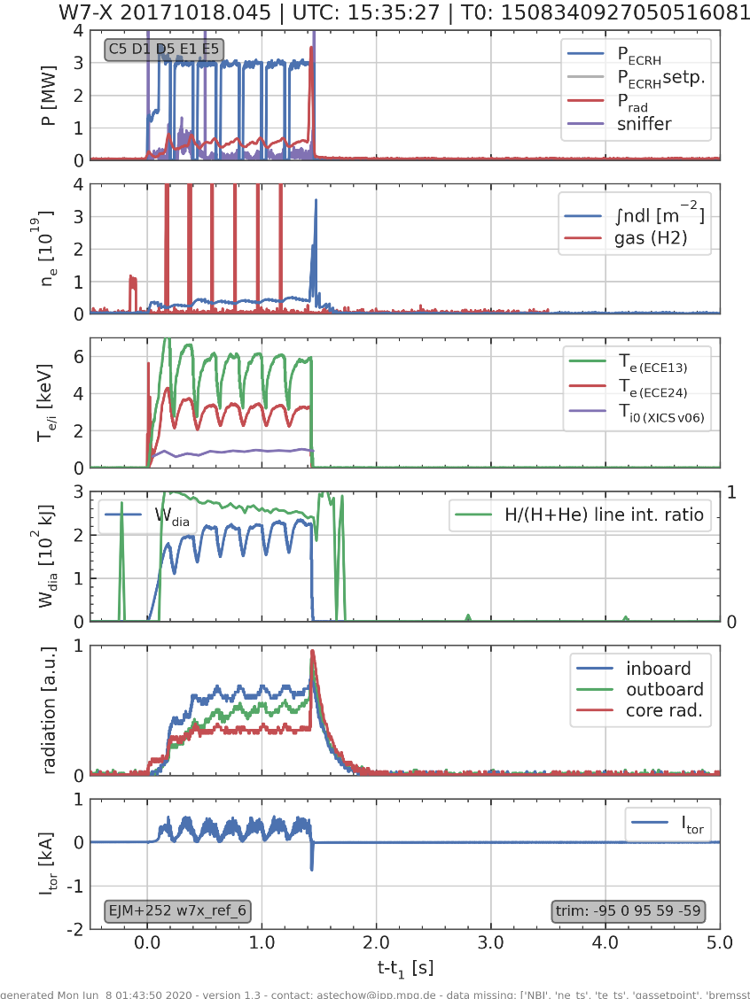 W7-X 20171018.045 | UTC: 15:35:27 | T0: 1508340927050516081
P [MW]
4
3
2
1
0
C5 D1 D5 E1 E5
P_ECRH
P_ECRH setp.
P_rad
sniffer
n_e [10^19]
4
3
2
1
0
∫ndl [m^−2]
gas (H2)
T_e/i [keV]
6
4
2
0
T_e (ECE13)
T_e (ECE24)
T_i0 (XICS v06)
W_dia [10^2 kJ]
3
2
1
0
W_dia
H/(H+He) line int. ratio
1
0
radiation [a.u.]
1
0
inboard
outboard
core rad.
I_tor [kA]
1
0
-1
-2
I_tor
EJM+252 w7x_ref_6
trim: -95 0 95 59 -59
0.0 1.0 2.0 3.0 4.0 5.0
t-t_1 [s]
generated Mon Jun 8 01:43:50 2020 - version 1.3 - contact: astechow@ipp.mpg.de - data missing: ['NBI', 'ne_ts', 'te_ts', 'gassetpoint', 'bremsst